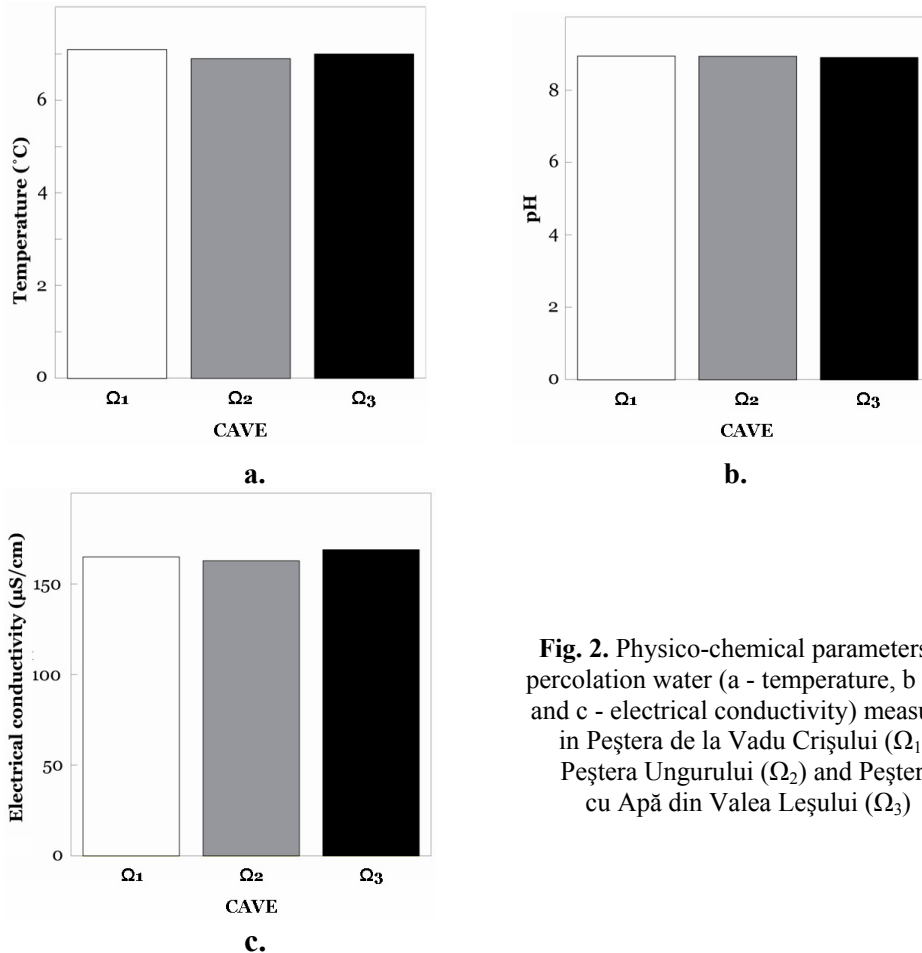 Temperature (°C)
6
4
2
0
Ω1 Ω2 Ω3
CAVE
a.
pH
8
6
4
2
0
Ω1 Ω2 Ω3
CAVE
b.
Electrical conductivity (µS/cm)
150
100
50
0
Ω1 Ω2 Ω3
CAVE
c.
Fig. 2. Physico-chemical parameters
percolation water (a - temperature, b
and c - electrical conductivity) measu
in Peştera de la Vadu Crişului (Ω1
Peştera Ungurului (Ω2) and Peşter
cu Apă din Valea Leşului (Ω3)